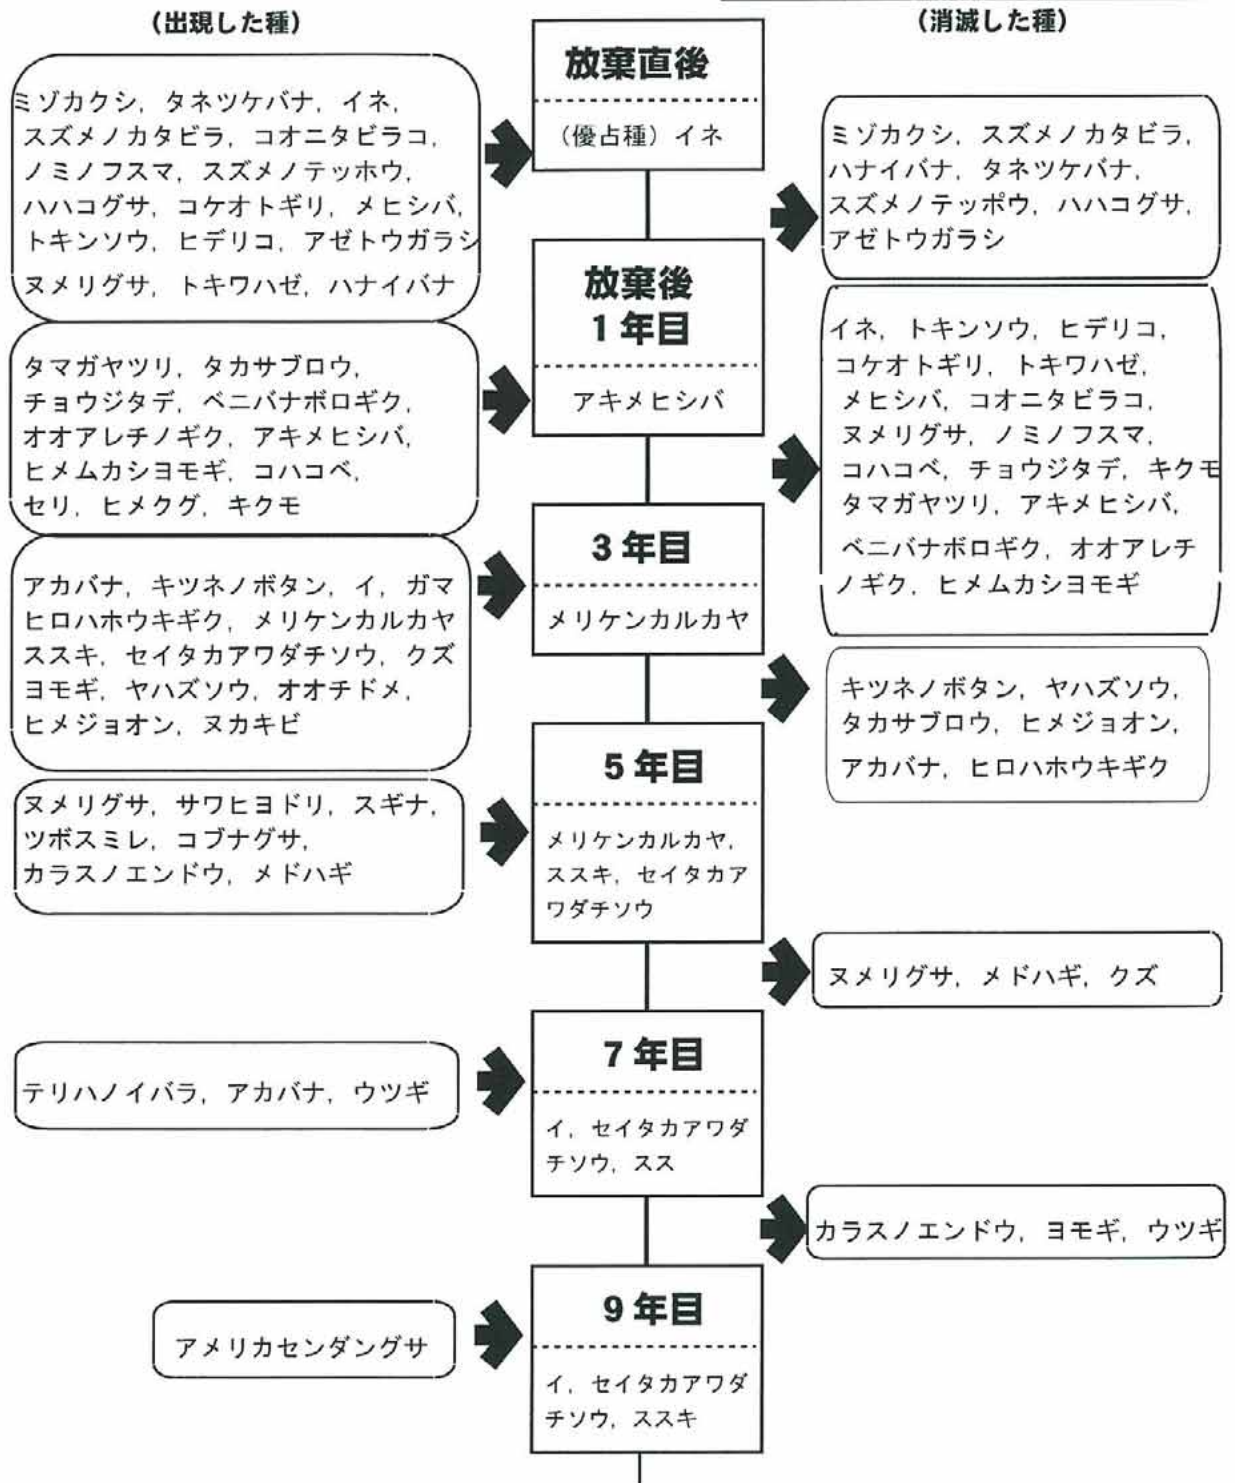 (出現した種)
(消滅した種)
放棄直後
(優占種) イネ
ミゾカクシ, タネツケバナ, イネ,
スズメノカタビラ, コオニタビラコ,
ノミノフスマ, スズメノテッホウ,
ハハコグサ, コケオトギリ, メヒシバ,
トキンソウ, ヒデリコ, アゼトウガラシ
ヌメリグサ, トキワハゼ, ハナイバナ
ミゾカクシ, スズメノカタビラ,
ハナイバナ, タネツケバナ,
スズメノテッポウ, ハハコグサ,
アゼトウガラシ
放棄後
1年目
アキメヒシバ
タマガヤツリ, タカサブロウ,
チョウジタデ, ベニバナボロギク,
オオアレチノギク, アキメヒシバ,
ヒメムカシヨモギ, コハコベ,
セリ, ヒメクグ, キクモ
イネ, トキンソウ, ヒデリコ,
コケオトギリ, トキワハゼ,
メヒシバ, コオニタビラコ,
ヌメリグサ, ノミノフスマ,
コハコベ, チョウジタデ, キクモ
タマガヤツリ, アキメヒシバ,
ベニバナボロギク, オオアレチ
ノギク, ヒメムカシヨモギ
3年目
メリケンカルカヤ
アカバナ, キツネノボタン, イ, ガマ
ヒロハホウキギク, メリケンカルカヤ
ススキ, セイタカアワダチソウ, クズ
ヨモギ, ヤハズソウ, オオチドメ,
ヒメジョオン, ヌカキビ
キツネノボタン, ヤハズソウ,
タカサブロウ, ヒメジョオン,
アカバナ, ヒロハホウキギク
5年目
メリケンカルカヤ,
ススキ, セイタカア
ワダチソウ
ヌメリグサ, サワヒヨドリ, スギナ,
ツボスミレ, コブナグサ,
カラスノエンドウ, メドハギ
ヌメリグサ, メドハギ, クズ
7年目
イ, セイタカアワダ
チソウ, スス
テリハノイバラ, アカバナ, ウツギ
カラスノエンドウ, ヨモギ, ウツギ
9年目
イ, セイタカアワダ
チソウ, ススキ
アメリカセンダングサ